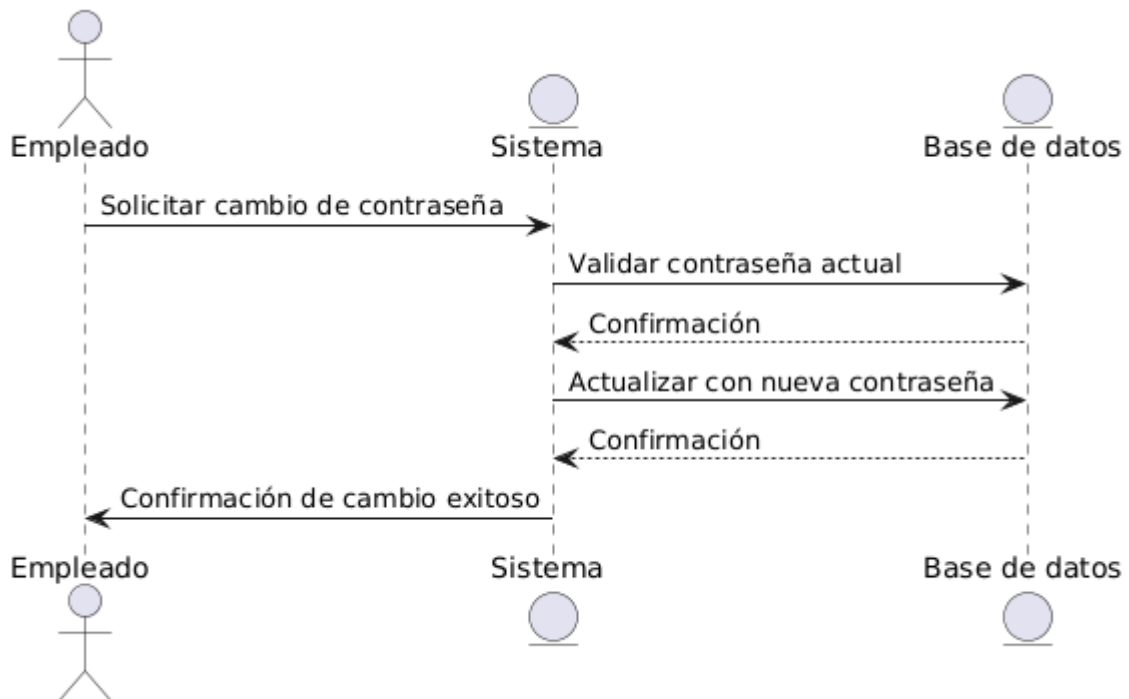 Empleado
Sistema
Base de datos
Solicitar cambio de contraseña
Validar contraseña actual
Confirmación
Actualizar con nueva contraseña
Confirmación
Confirmación de cambio exitoso
Empleado
Sistema
Base de datos